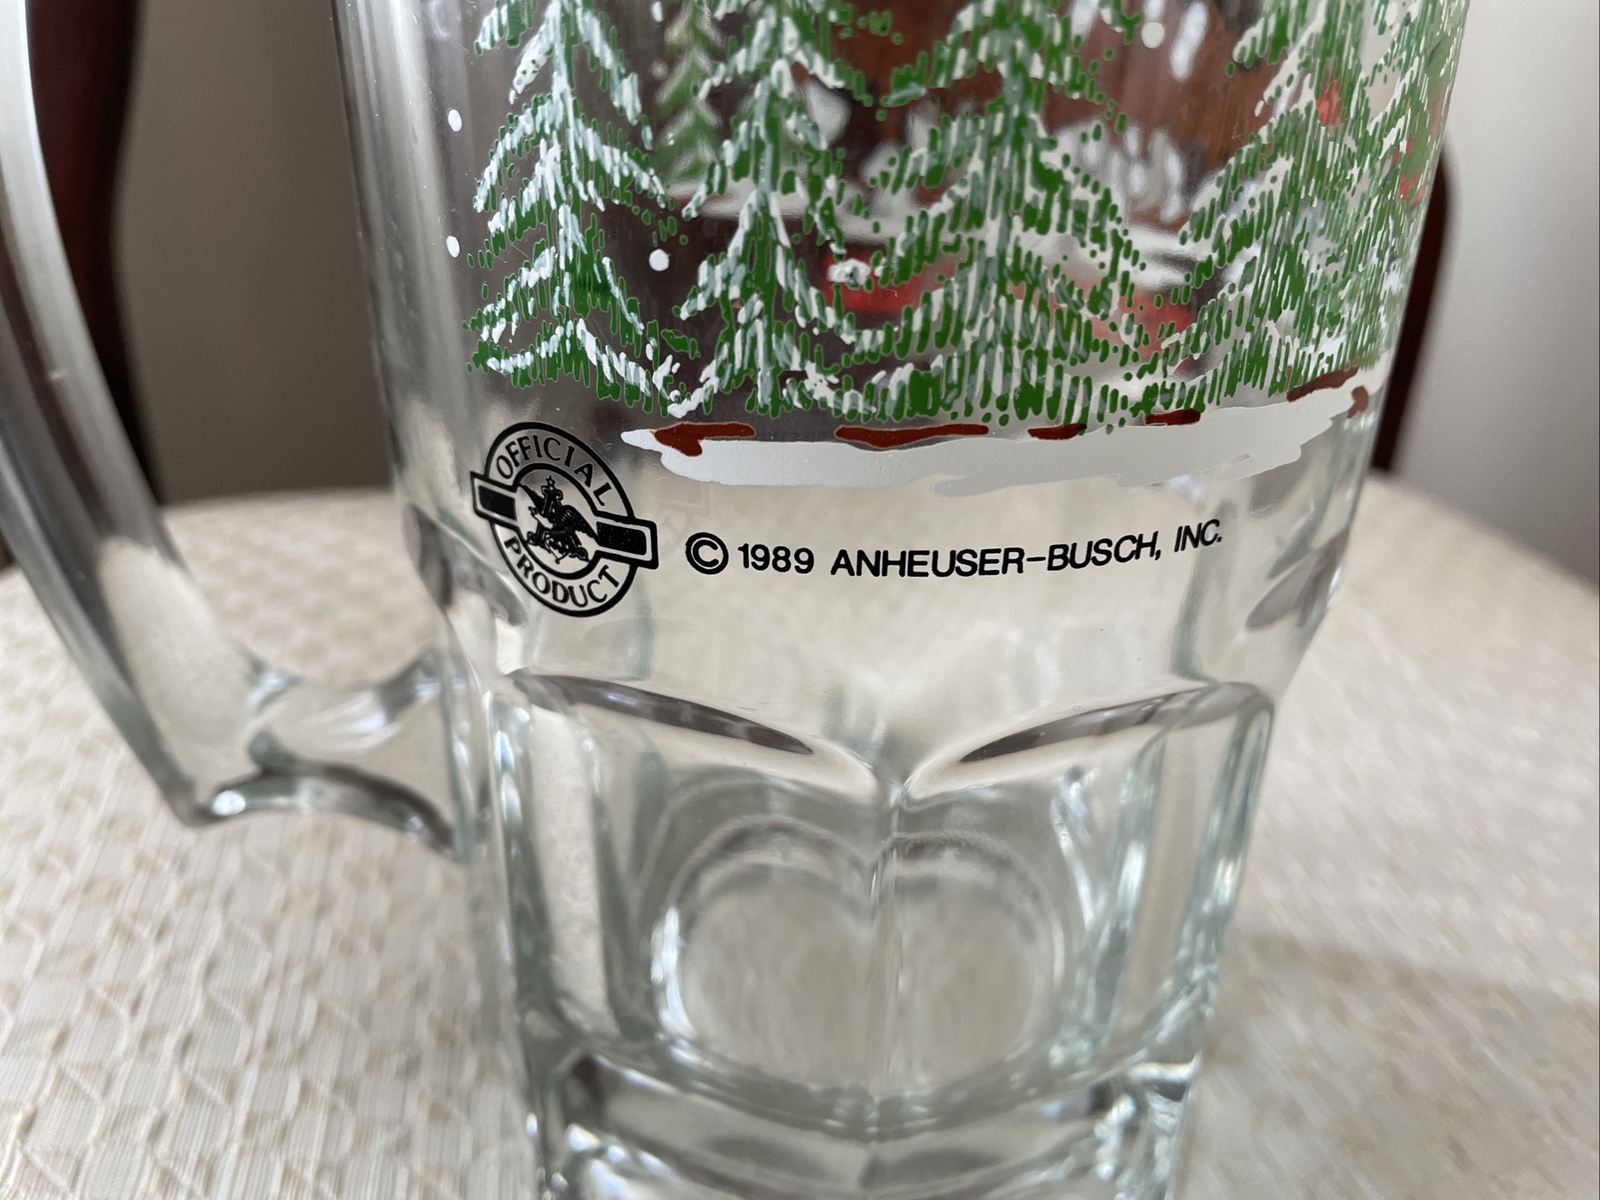 OFFICIAL
PRODUCT
© 1989 ANHEUSER-BUSCH, INC.